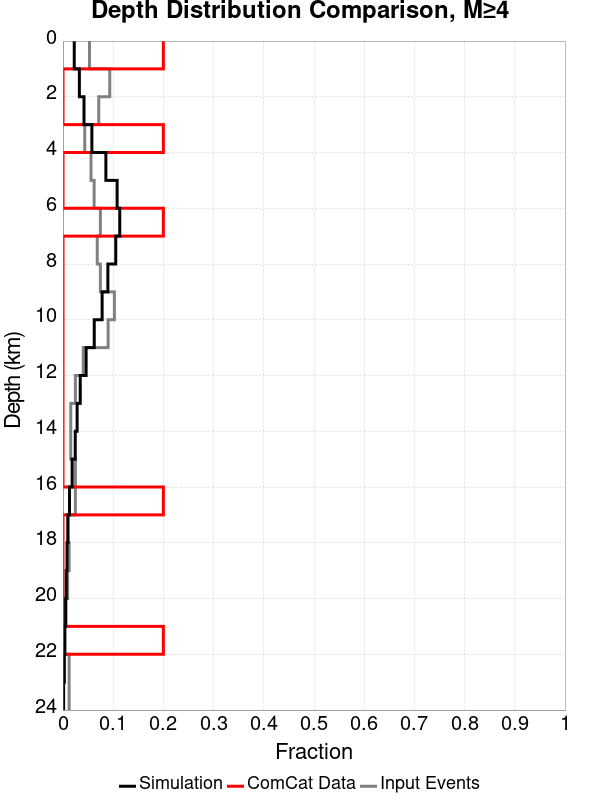 Depth Distribution Comparison, M≥4
0
2
4
6
8
10
12
14
16
18
20
22
24
Depth (km)
0 0.1 0.2 0.3 0.4 0.5 0.6 0.7 0.8 0.9 1
Fraction
Simulation ComCat Data Input Events